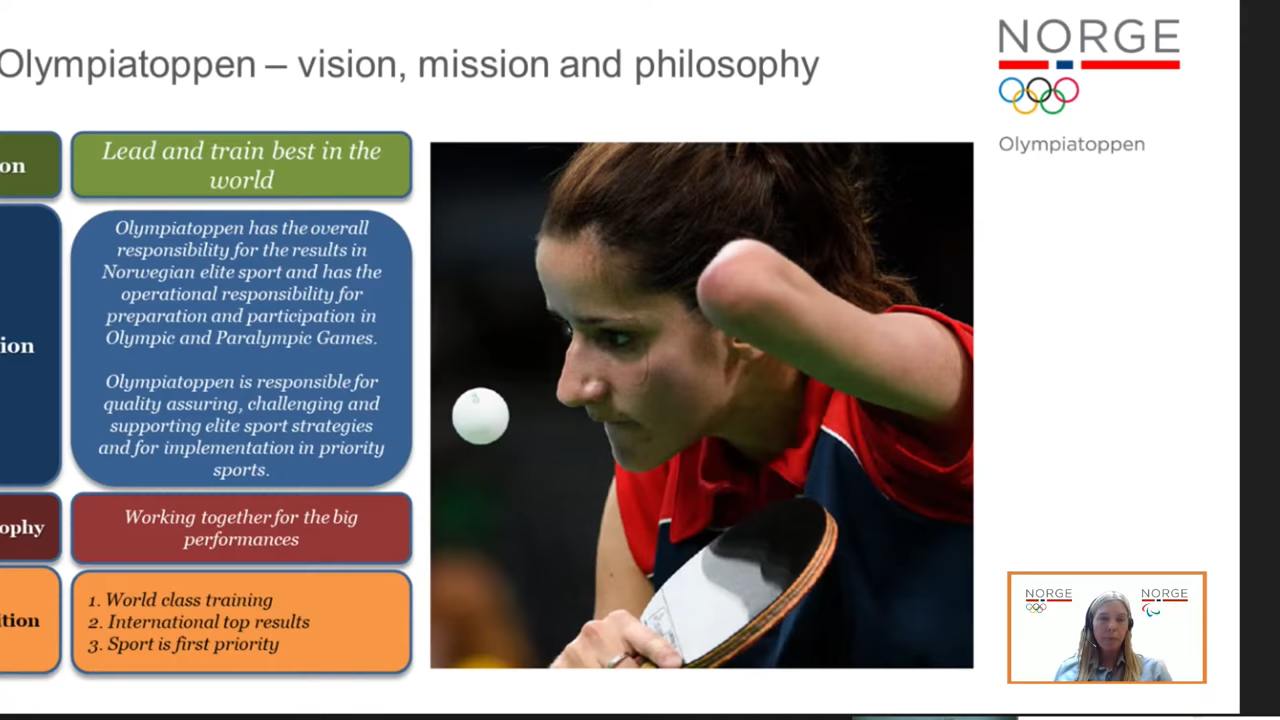 Olympiatoppen – vision, mission and philosophy
NORGE
Olympiatoppen
on
Lead and train best in the
world
ion
Olympiatoppen has the overall
responsibility for the results in
Norwegian elite sport and has the
operational responsibility for
preparation and participation in
Olympic and Paralympic Games.
Olympiatoppen is responsible for
quality assuring, challenging and
supporting elite sport strategies
and for implementation in priority
sports.
ophy
Working together for the big
performances
ition
1. World class training
2. International top results
3. Sport is first priority
NORGE
NORGE